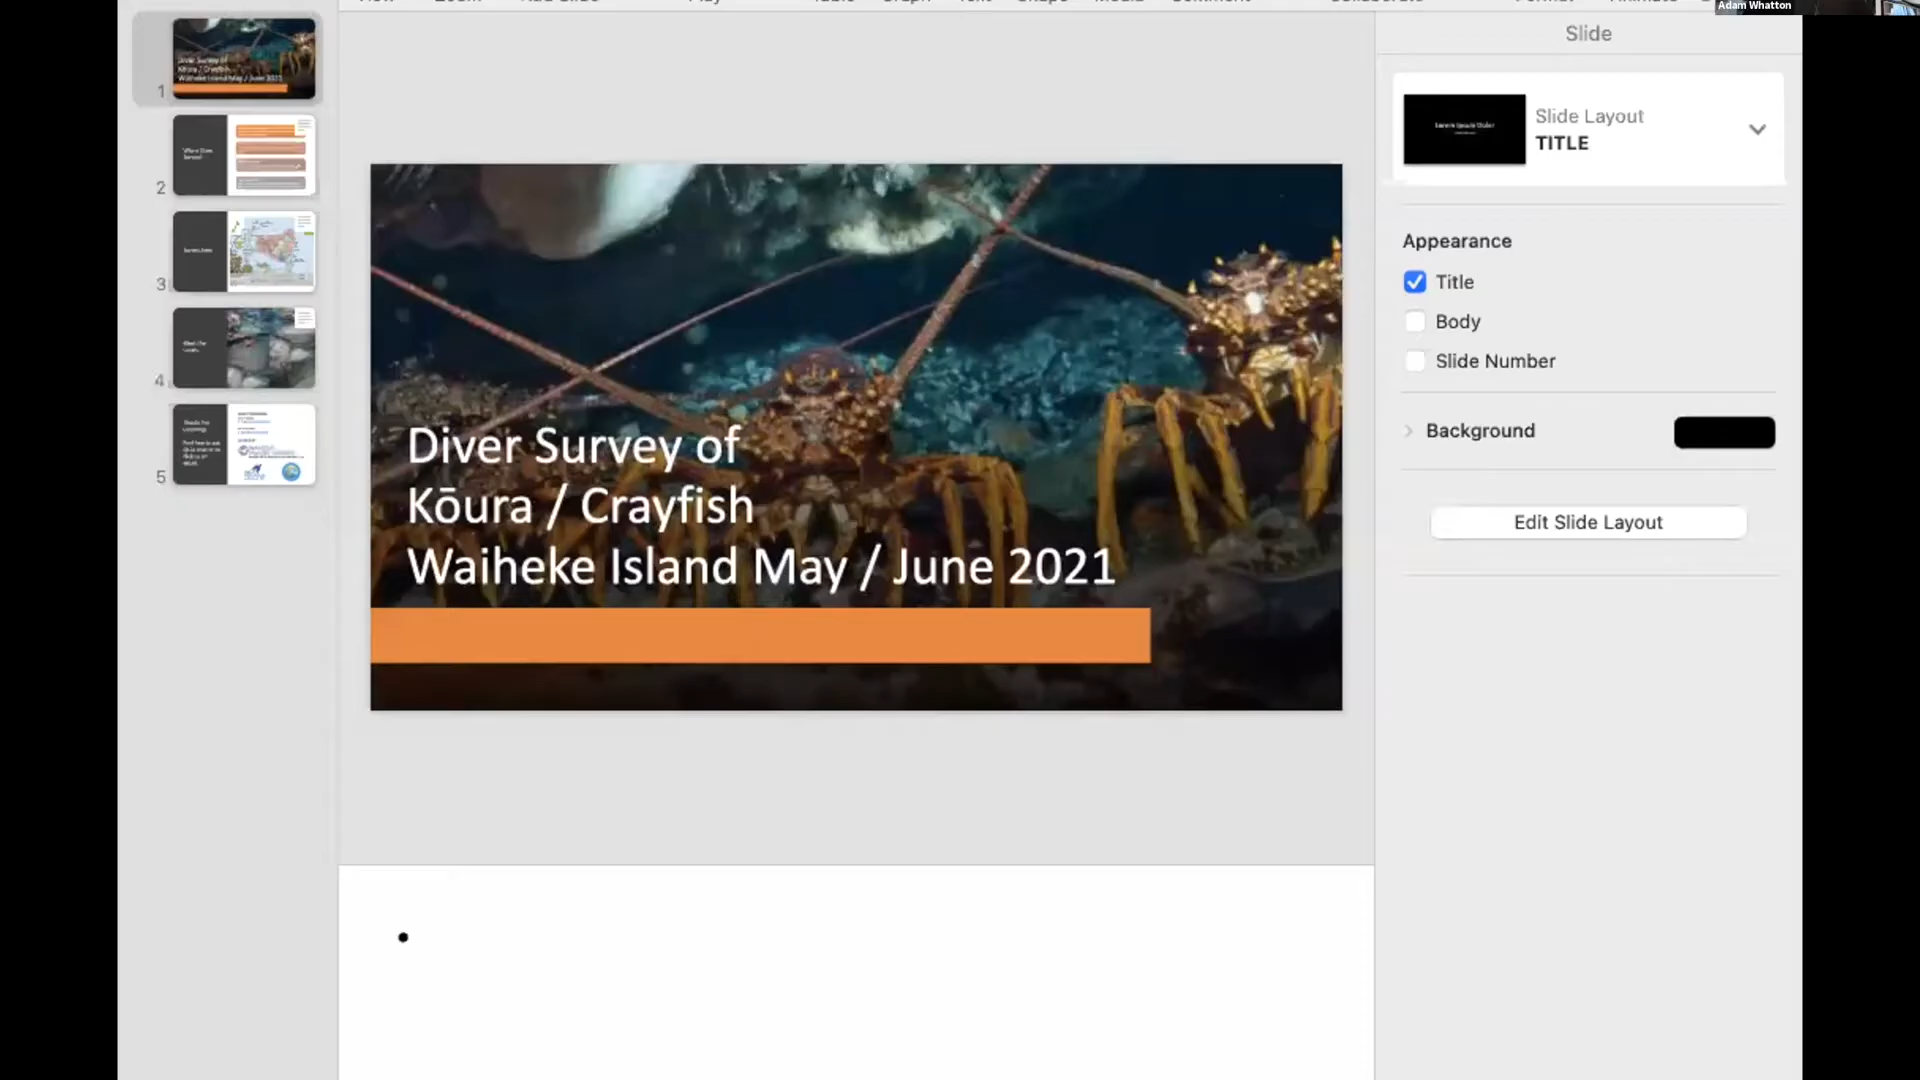 Adam Whatton
Slide
1
2
3
4
5
Diver Survey of
Kōura / Crayfish
Waiheke Island May / June 2021
Slide Layout
TITLE
Appearance
Title
Body
Slide Number
Background
Edit Slide Layout